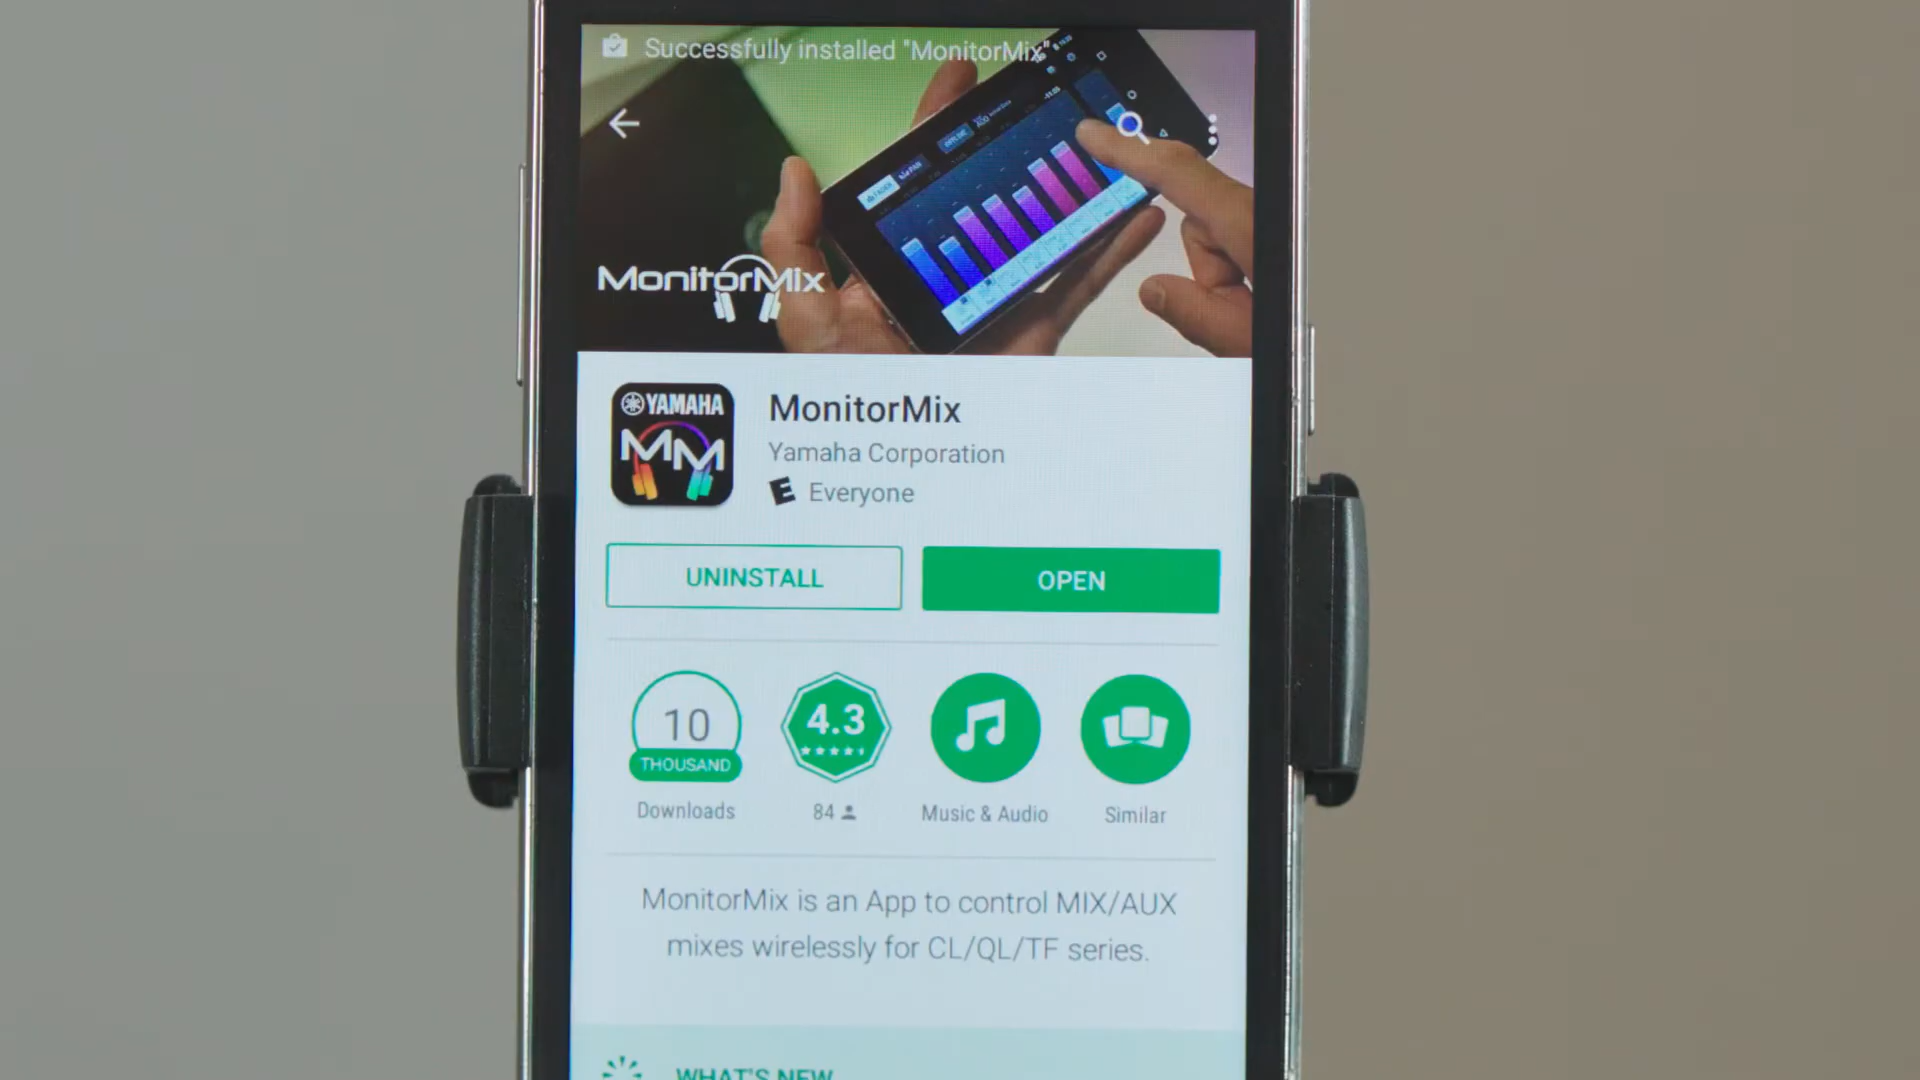 Successfully installed "MonitorMix"
MonitorMix
YAMAHA
MM
MonitorMix
Yamaha Corporation
E Everyone
UNINSTALL
OPEN
10
THOUSAND
Downloads
4.3
84
Music & Audio
Similar
MonitorMix is an App to control MIX/AUX
mixes wirelessly for CL/QL/TF series.
WHAT'S NEW